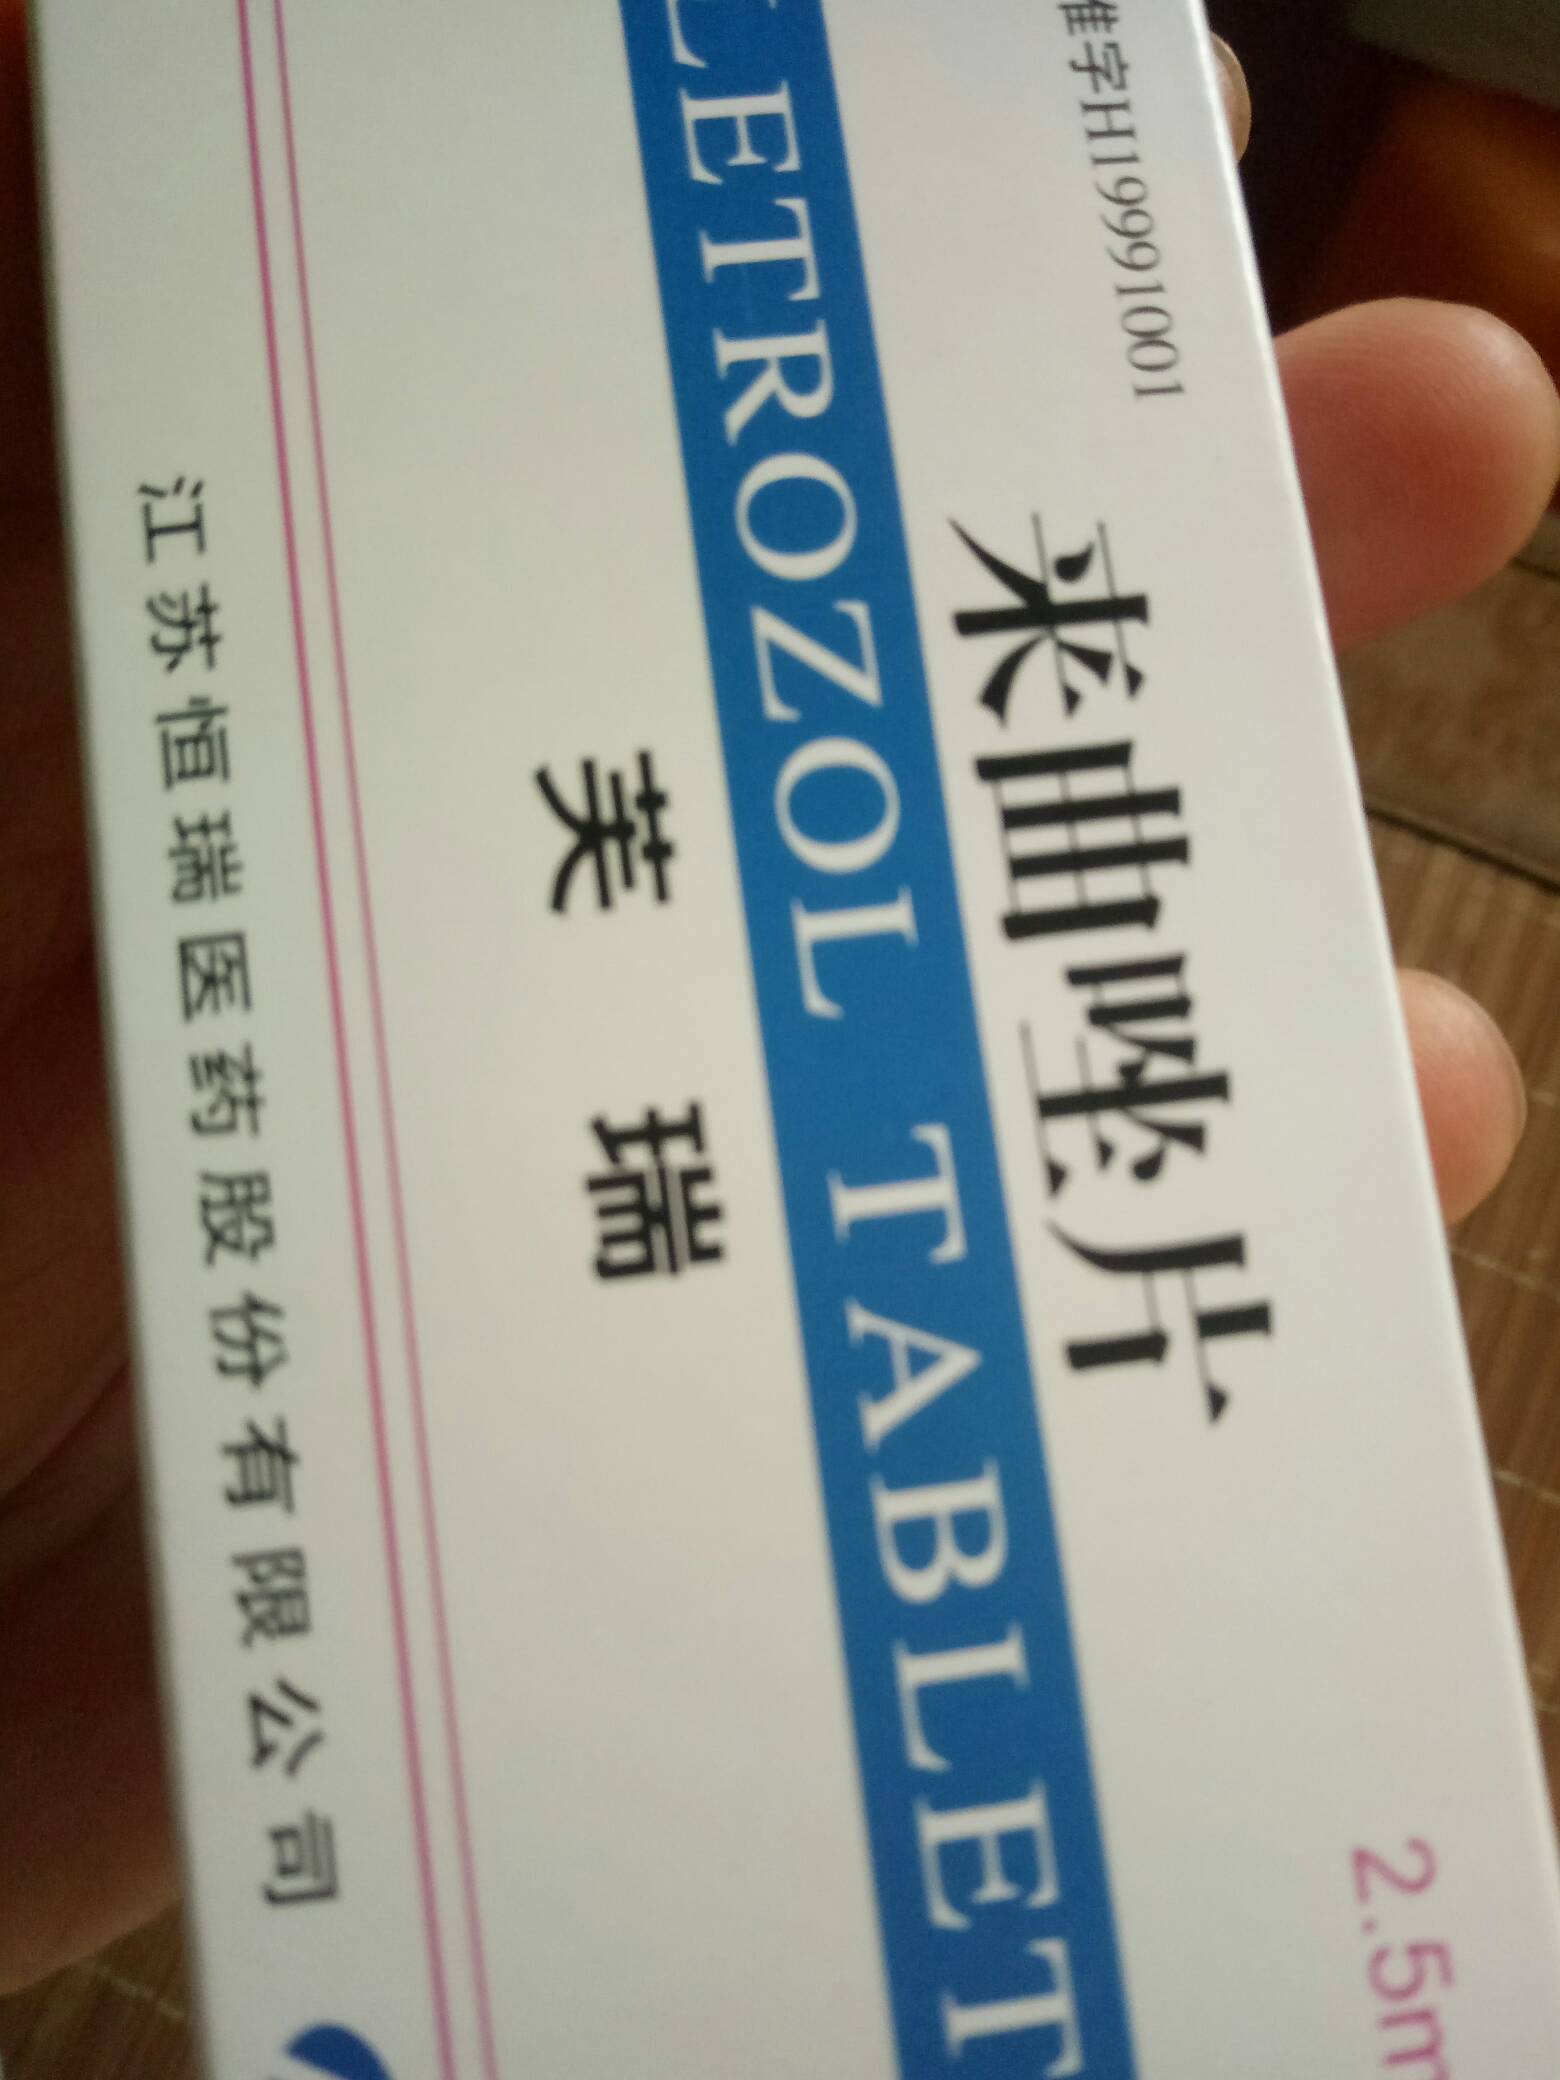 准字H19991001
来曲唑片
2.5m
LETROZOL TABLET
芙瑞
江苏恒瑞医药股份有限公司